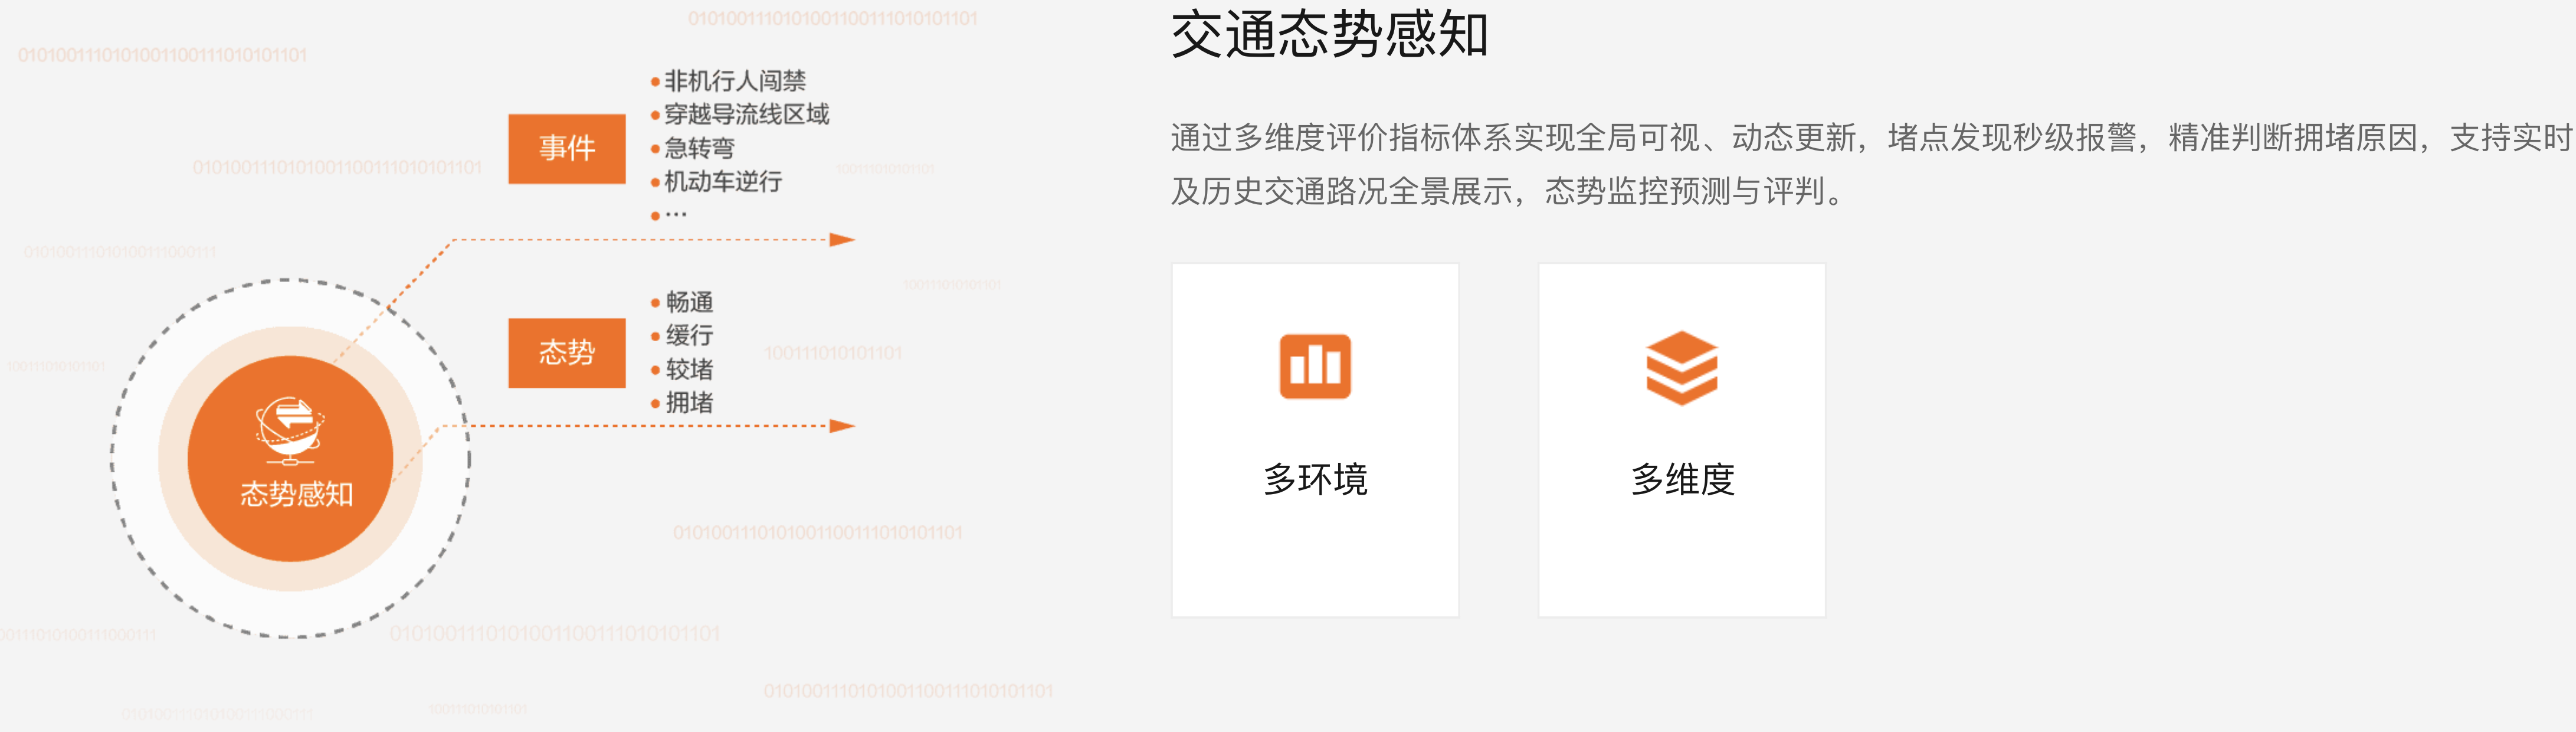 0101001110101001100111010101101
0101001110101001100111010101101
0101001110101001100111010101101
100111010101101
010100111010100111000111
100111010101101
100111010101101
100111010101101
事件
非机行人闯禁
穿越导流线区域
急转弯
机动车逆行
...
态势
畅通
缓行
较堵
拥堵
态势感知
0101001110101001100111010101101
0101001110101001100111010101101
0101001110101001100111010101101
010100111010100111000111
100111010101101
交通态势感知
通过多维度评价指标体系实现全局可视、动态更新，堵点发现秒级报警，精准判断拥堵原因，支持实时
及历史交通路况全景展示，态势监控预测与评判。
多环境
多维度